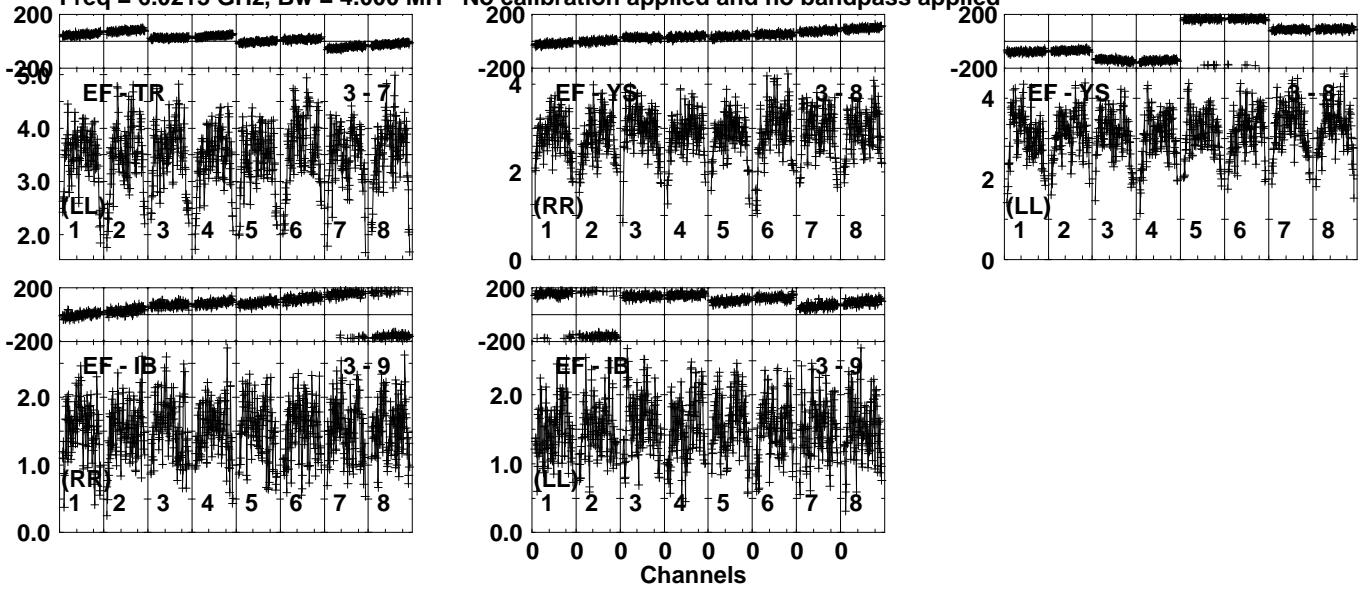 Freq = 6.0215 GHz, Bw = 4.000 MH No calibration applied and no bandpass applied
200
-200
5.0
EF - TR
3 - 7
4.0
3.0
(LL)
2.0
1 2 3 4 5 6 7 8
200
-200
4
EF - YS
3 - 8
2
(RR)
1 2 3 4 5 6 7 8
0
200
-200
4
EF - YS
3 - 8
2
(LL)
1 2 3 4 5 6 7 8
0
200
-200
EF - IB
3 - 9
2.0
1.0
(RR)
1 2 3 4 5 6 7 8
0.0
200
-200
EF - IB
3 - 9
2.0
1.0
(LL)
1 2 3 4 5 6 7 8
0.0
0 0 0 0 0 0 0 0
Channels